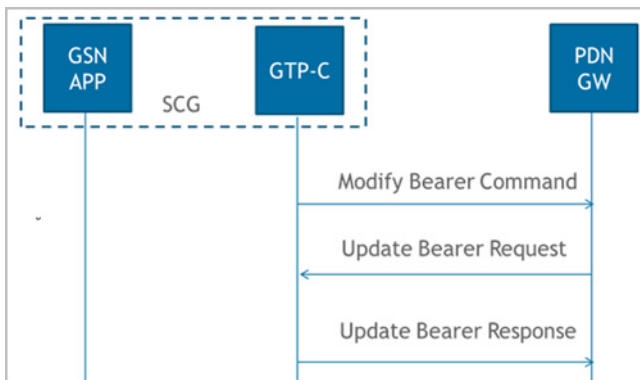 GSN
APP
GTP-C
PDN
GW
SCG
Modify Bearer Command
Update Bearer Request
Update Bearer Response